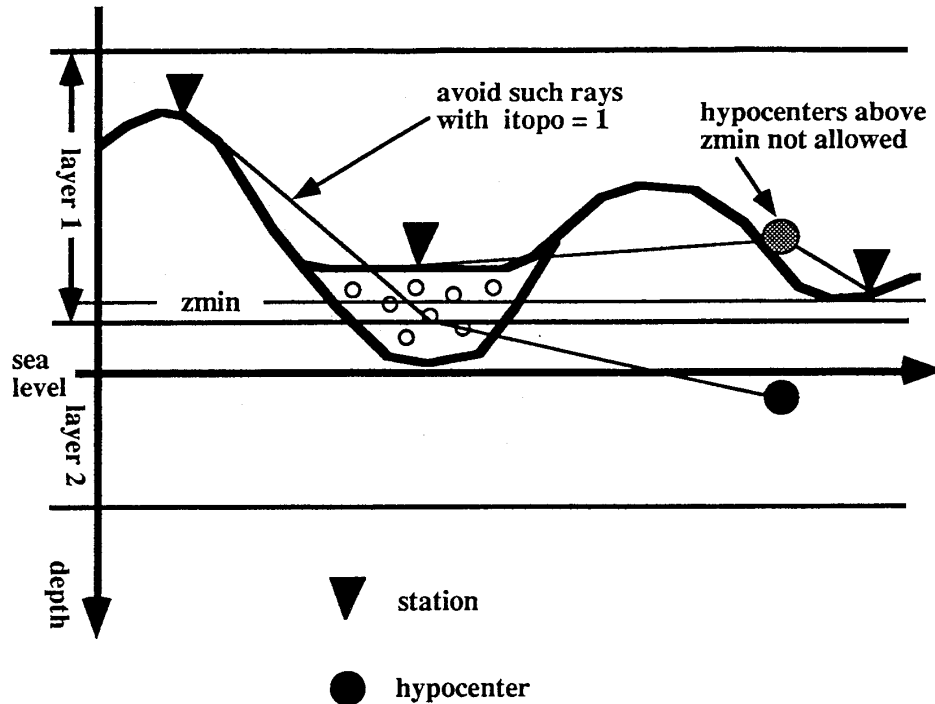 avoid such rays
with itopo = 1
hypocenters above
zmin not allowed
layer 1
zmin
sea
level
layer 2
depth
station
hypocenter